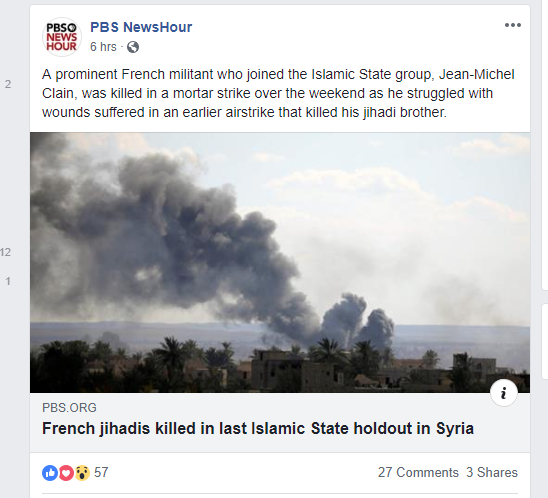 PBS
NEWS
HOUR
PBS NewsHour
6 hrs ·
A prominent French militant who joined the Islamic State group, Jean-Michel
Clain, was killed in a mortar strike over the weekend as he struggled with
wounds suffered in an earlier airstrike that killed his jihadi brother.
2
12
1
i
PBS.ORG
French jihadis killed in last Islamic State holdout in Syria
57 27 Comments 3 Shares